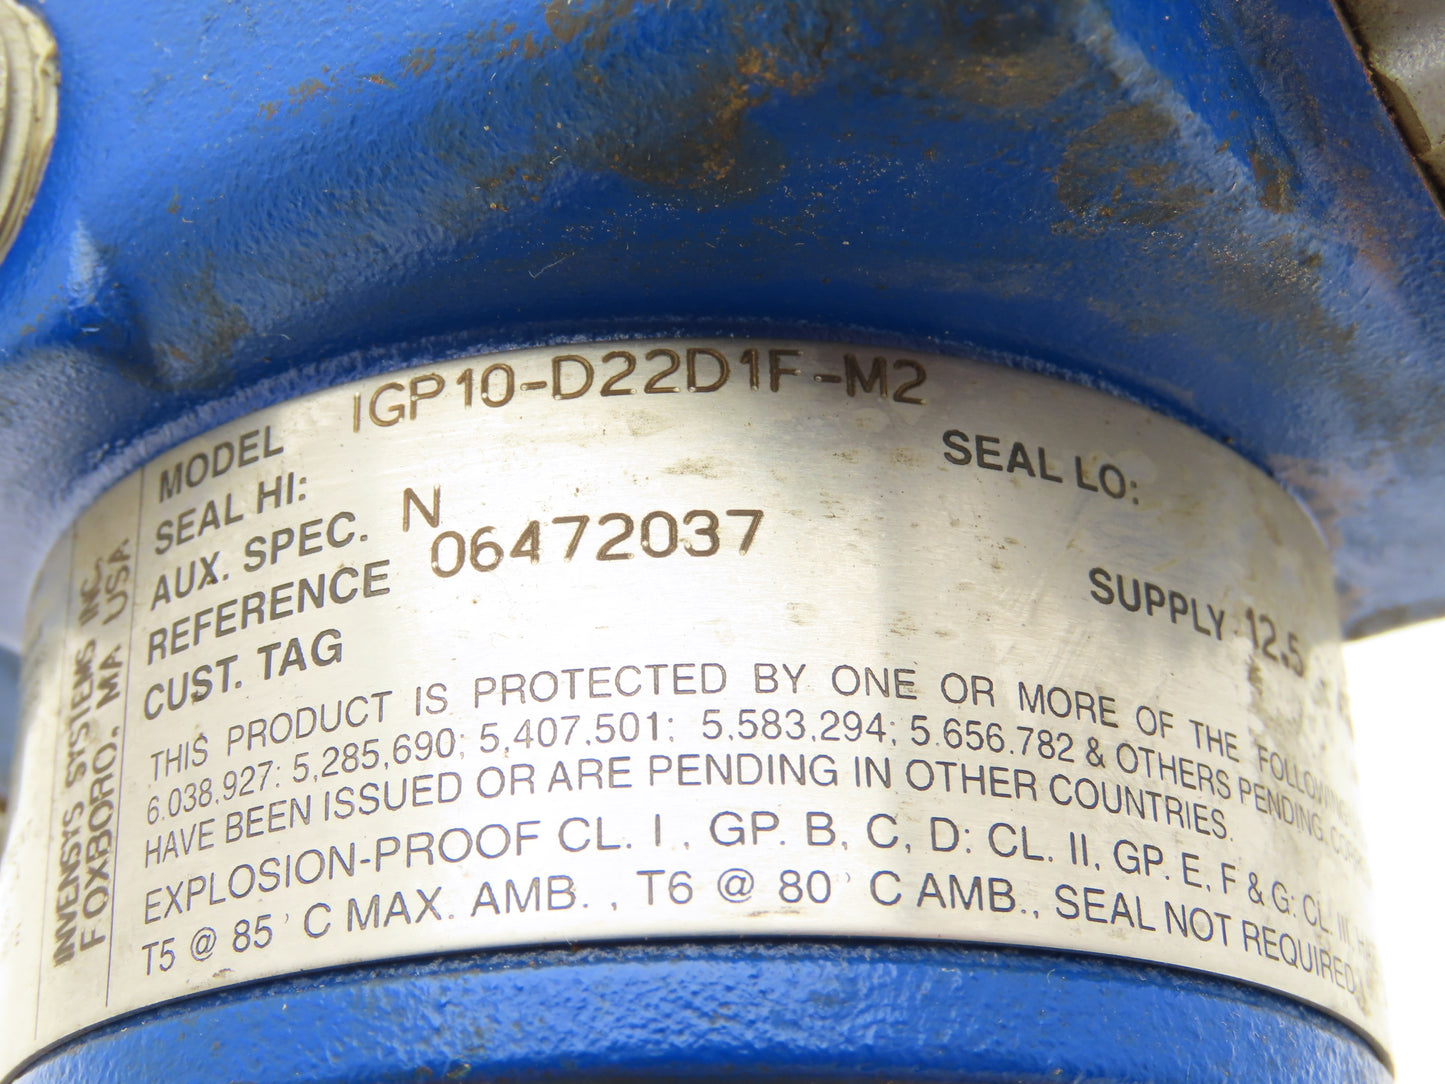 INVENSYS SYSTEMS INC.
FOXBORO, MA USA
MODEL IGP10-D22D1F-M2
SEAL HI: SEAL LO:
AUX. SPEC. N
REFERENCE 06472037
CUST. TAG SUPPLY 12.5
THIS PRODUCT IS PROTECTED BY ONE OR MORE OF THE FOLLOWING
6,038,927; 5,285,690; 5,407,501; 5,583,294; 5,656,782 & OTHERS PENDING.
HAVE BEEN ISSUED OR ARE PENDING IN OTHER COUNTRIES.
EXPLOSION-PROOF CL. I, GP. B, C, D; CL. II, GP. E, F & G; CL. III
T5 @ 85°C MAX. AMB., T6 @ 80°C AMB., SEAL NOT REQUIRED